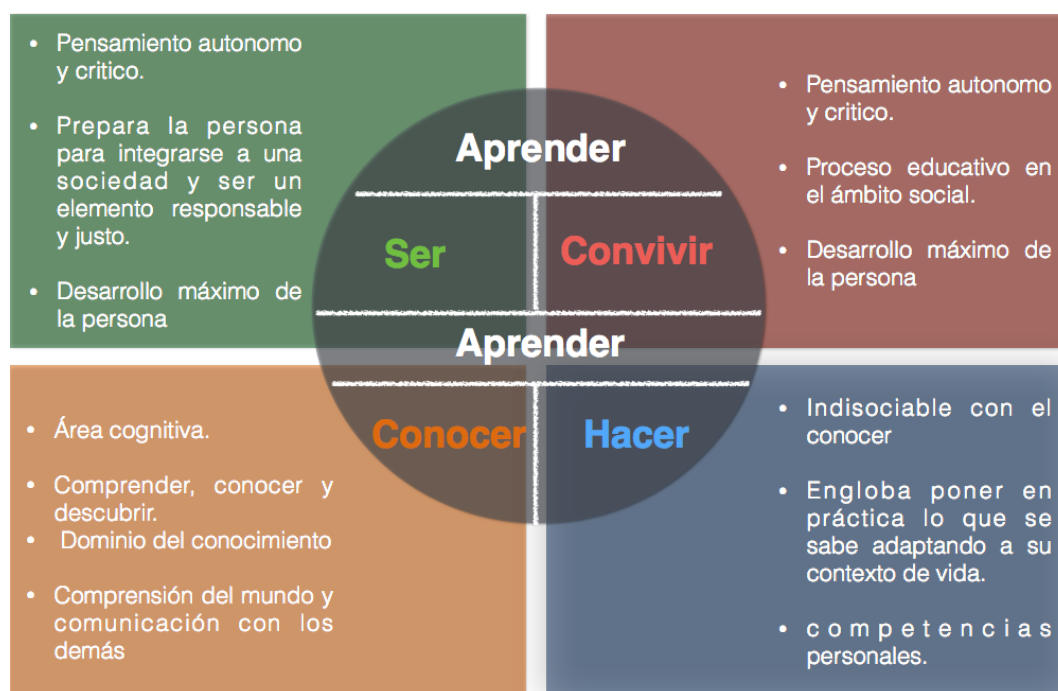 • Pensamiento autonomo
y critico.
• Prepara la persona
para integrarse a una
sociedad y ser un
elemento responsable
y justo.
• Desarrollo máximo de
la persona
• Pensamiento autonomo
y critico.
• Proceso educativo en
el ámbito social.
• Desarrollo máximo de
la persona
Aprender
Ser
Convivir
Aprender
Conocer
Hacer
• Área cognitiva.
• Comprender, conocer y
descubrir.
• Dominio del conocimiento
• Comprensión del mundo y
comunicación con los
demás
• Indisociable con el
conocer
• Engloba poner en
práctica lo que se
sabe adaptando a su
contexto de vida.
• competencias
personales.